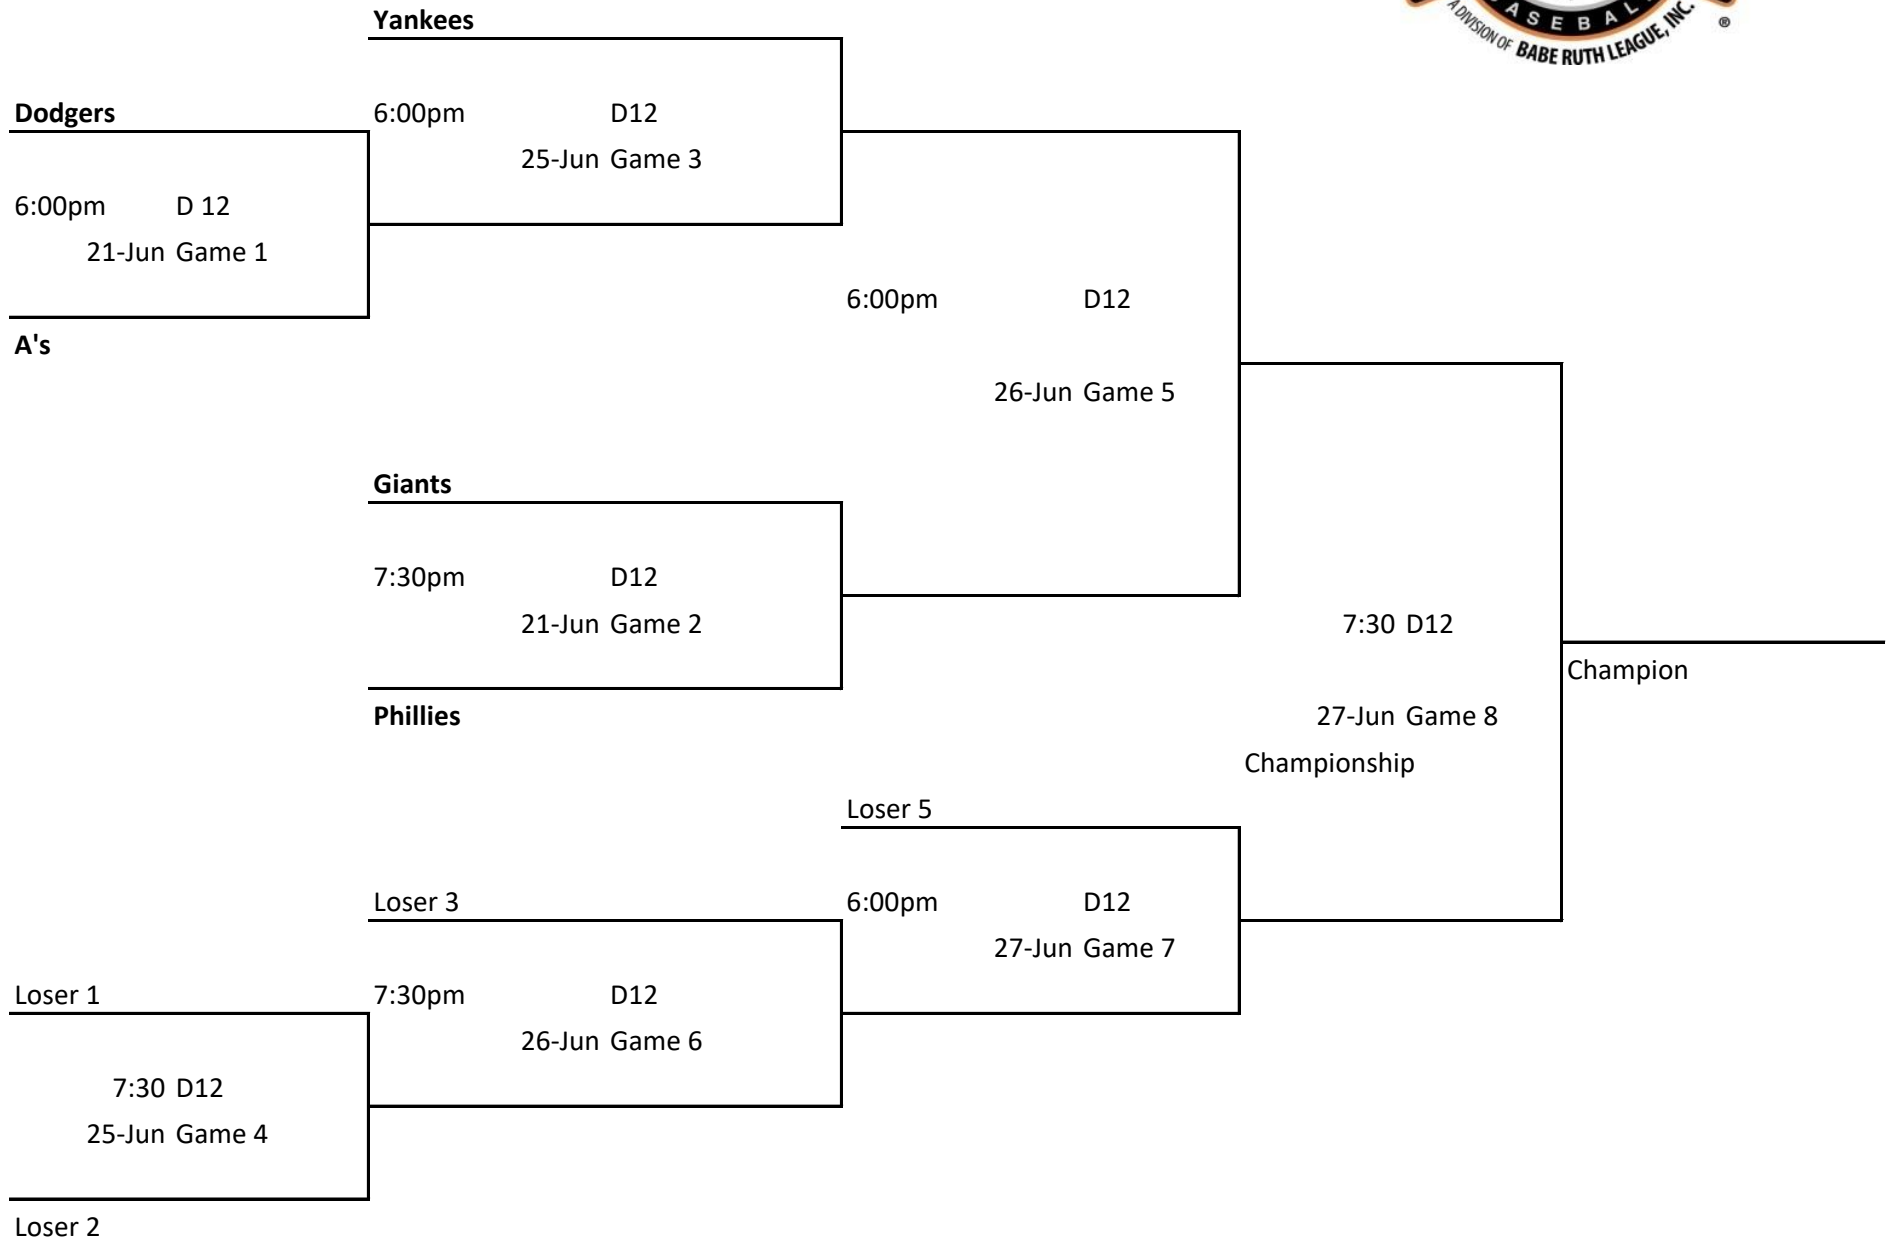 ASEBAL
A DIVISION OF BABE RUTH LEAGUE, INC. ®
Yankees
Dodgers
6:00pm D12
25-Jun Game 3
6:00pm D 12
21-Jun Game 1
6:00pm D12
A's
26-Jun Game 5
Giants
7:30pm D12
21-Jun Game 2
7:30 D12
Champion
Phillies
27-Jun Game 8
Championship
Loser 5
Loser 3
6:00pm D12
27-Jun Game 7
Loser 1
7:30pm D12
26-Jun Game 6
7:30 D12
25-Jun Game 4
Loser 2